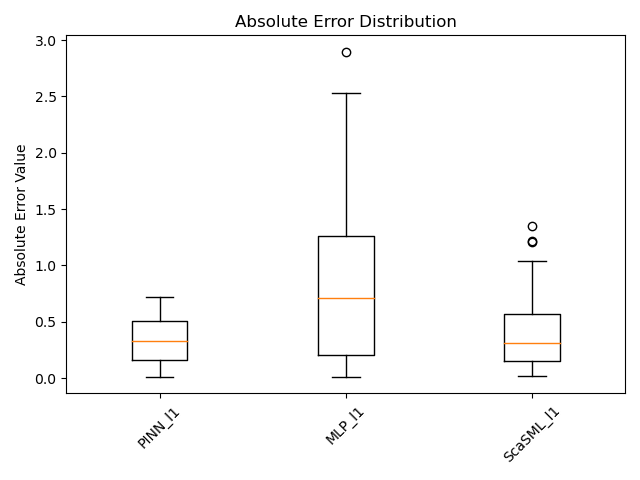 Absolute Error Distribution
Absolute Error Value
3.0
2.5
2.0
1.5
1.0
0.5
0.0
PINN_l1
MLP_l1
ScaSML_l1